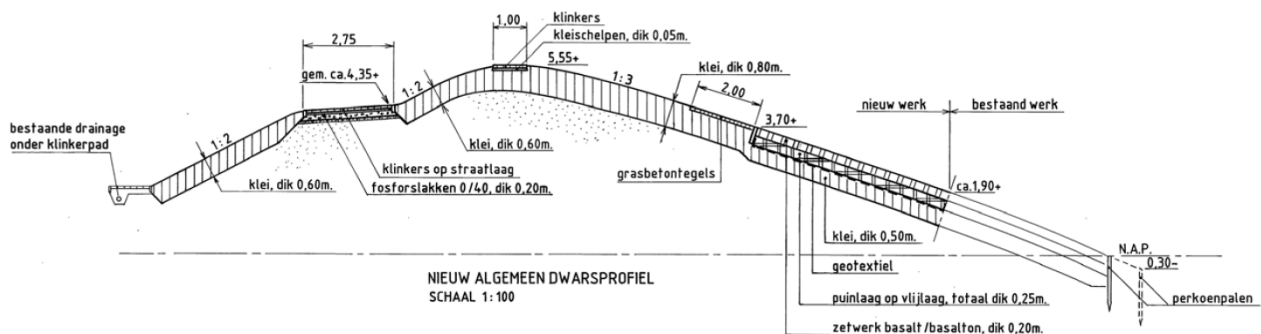 1,00
klinkers
kleischelpen, dik 0,05m.
2,75
5,55+
gem. ca.4,35+
1:2
1:3
klei, dik 0,80m.
2,00
nieuw werk
bestaand werk
3,70+
bestaande drainage
onder klinkerpad
1:2
klei, dik 0,60m.
klinkers op straatlaag
grasbetontegels
klei, dik 0,60m.
fosforslakken 0/40, dik 0,20m.
ca.1,90+
klei, dik 0,50m.
N.A.P.
0,30-
geotextiel
NIEUW ALGEMEEN DWARSPROFIEL
SCHAAL 1:100
puinlaag op vlijlaag, totaal dik 0,25m.
perkoenpalen
zetwerk basalt/basalton, dik 0,20m.